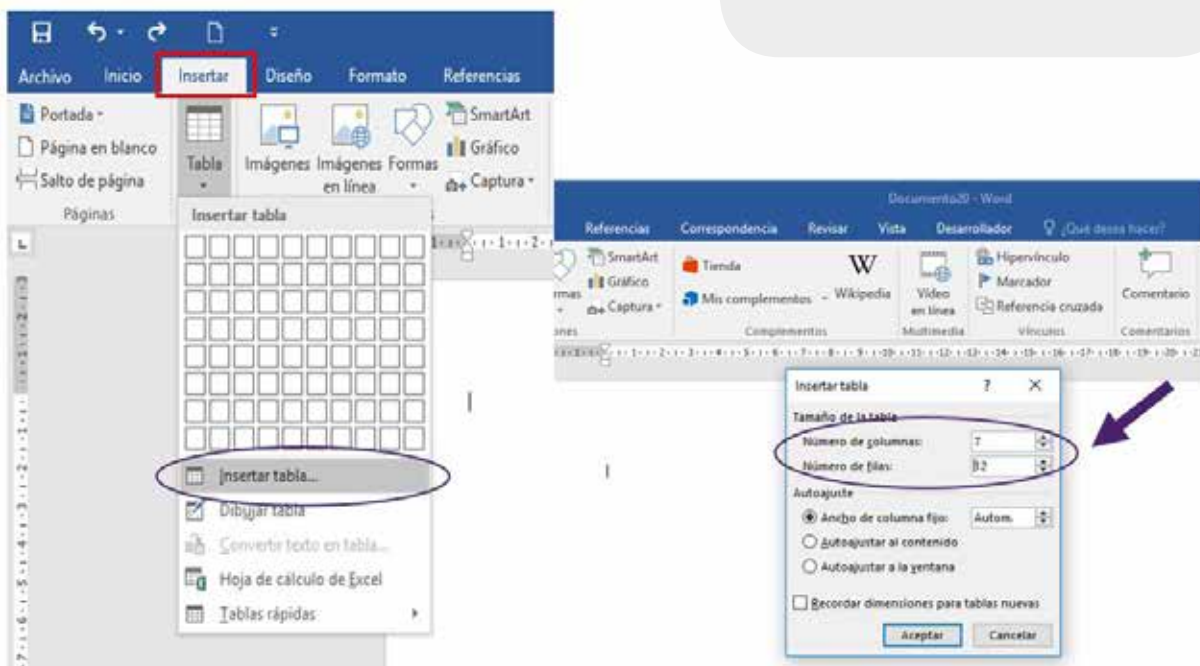 Archivo Inicio Insertar Diseño Formato Referencias
Portada
Página en blanco
Salto de página
Páginas
Tabla
Imágenes
Imágenes en línea
Formas
SmartArt
Gráfico
Captura
Insertar tabla
Insertar tabla...
Dibujar tabla
Convertir texto en tabla...
Hoja de cálculo de Excel
Tablas rápidas
Documento20 - Word
Referencias Correspondencia Revisar Vista Desarrollador ¿Qué desea hacer?
SmartArt
Gráfico
Captura
Tienda
Mis complementos
W
Wikipedia
Complementos
Vídeo
en línea
Multimedia
Hipervínculo
Marcador
Referencia cruzada
Vínculos
Comentario
Comentarios
Insertar tabla ? X
Tamaño de la tabla
Número de columnas: 7
Número de filas: 12
Autoajuste
Ancho de columna fijo: Autom.
Autoajustar al contenido
Autoajustar a la ventana
Recordar dimensiones para tablas nuevas
Aceptar Cancelar